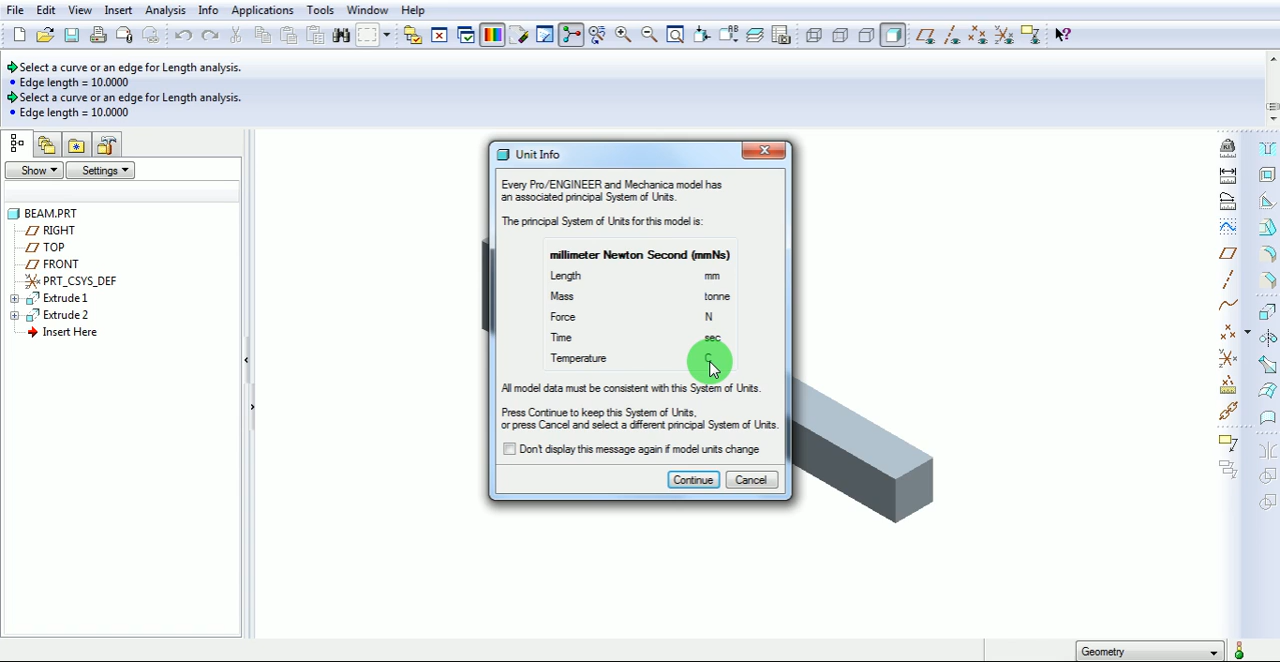 File Edit View Insert Analysis Info Applications Tools Window Help
Select a curve or an edge for Length analysis.
Edge length = 10.0000
Select a curve or an edge for Length analysis.
Edge length = 10.0000
Show Settings
BEAM.PRT
RIGHT
TOP
FRONT
PRT_CSYS_DEF
Extrude 1
Extrude 2
Insert Here
Unit Info
Every Pro/ENGINEER and Mechanica model has
an associated principal System of Units.
The principal System of Units for this model is:
millimeter Newton Second (mmNs)
Length mm
Mass tonne
Force N
Time sec
Temperature C
All model data must be consistent with this System of Units.
Press Continue to keep this System of Units,
or press Cancel and select a different principal System of Units.
Don't display this message again if model units change
Continue Cancel
Geometry